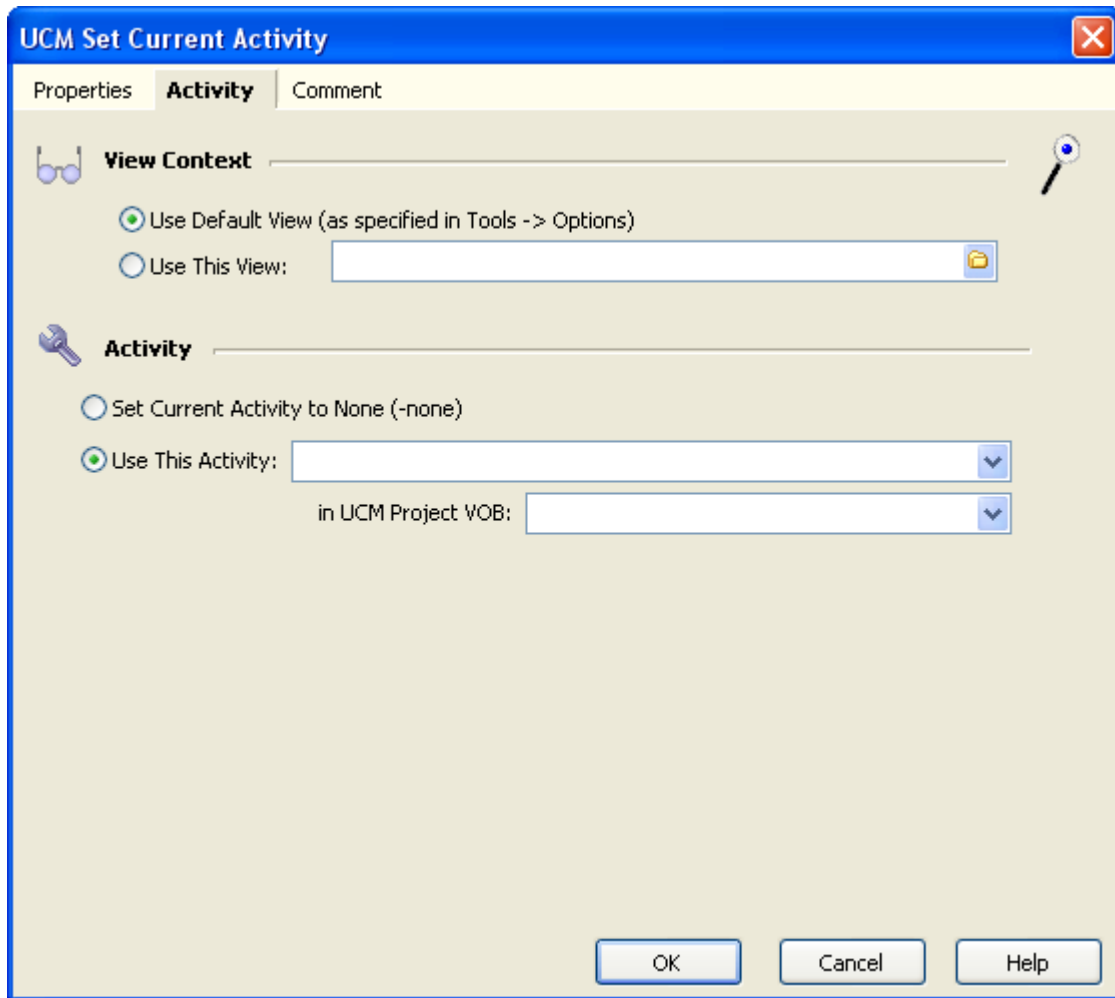 UCM Set Current Activity
Properties Activity Comment
View Context
Use Default View (as specified in Tools -> Options)
Use This View:
Activity
Set Current Activity to None (-none)
Use This Activity:
in UCM Project VOB:
OK Cancel Help